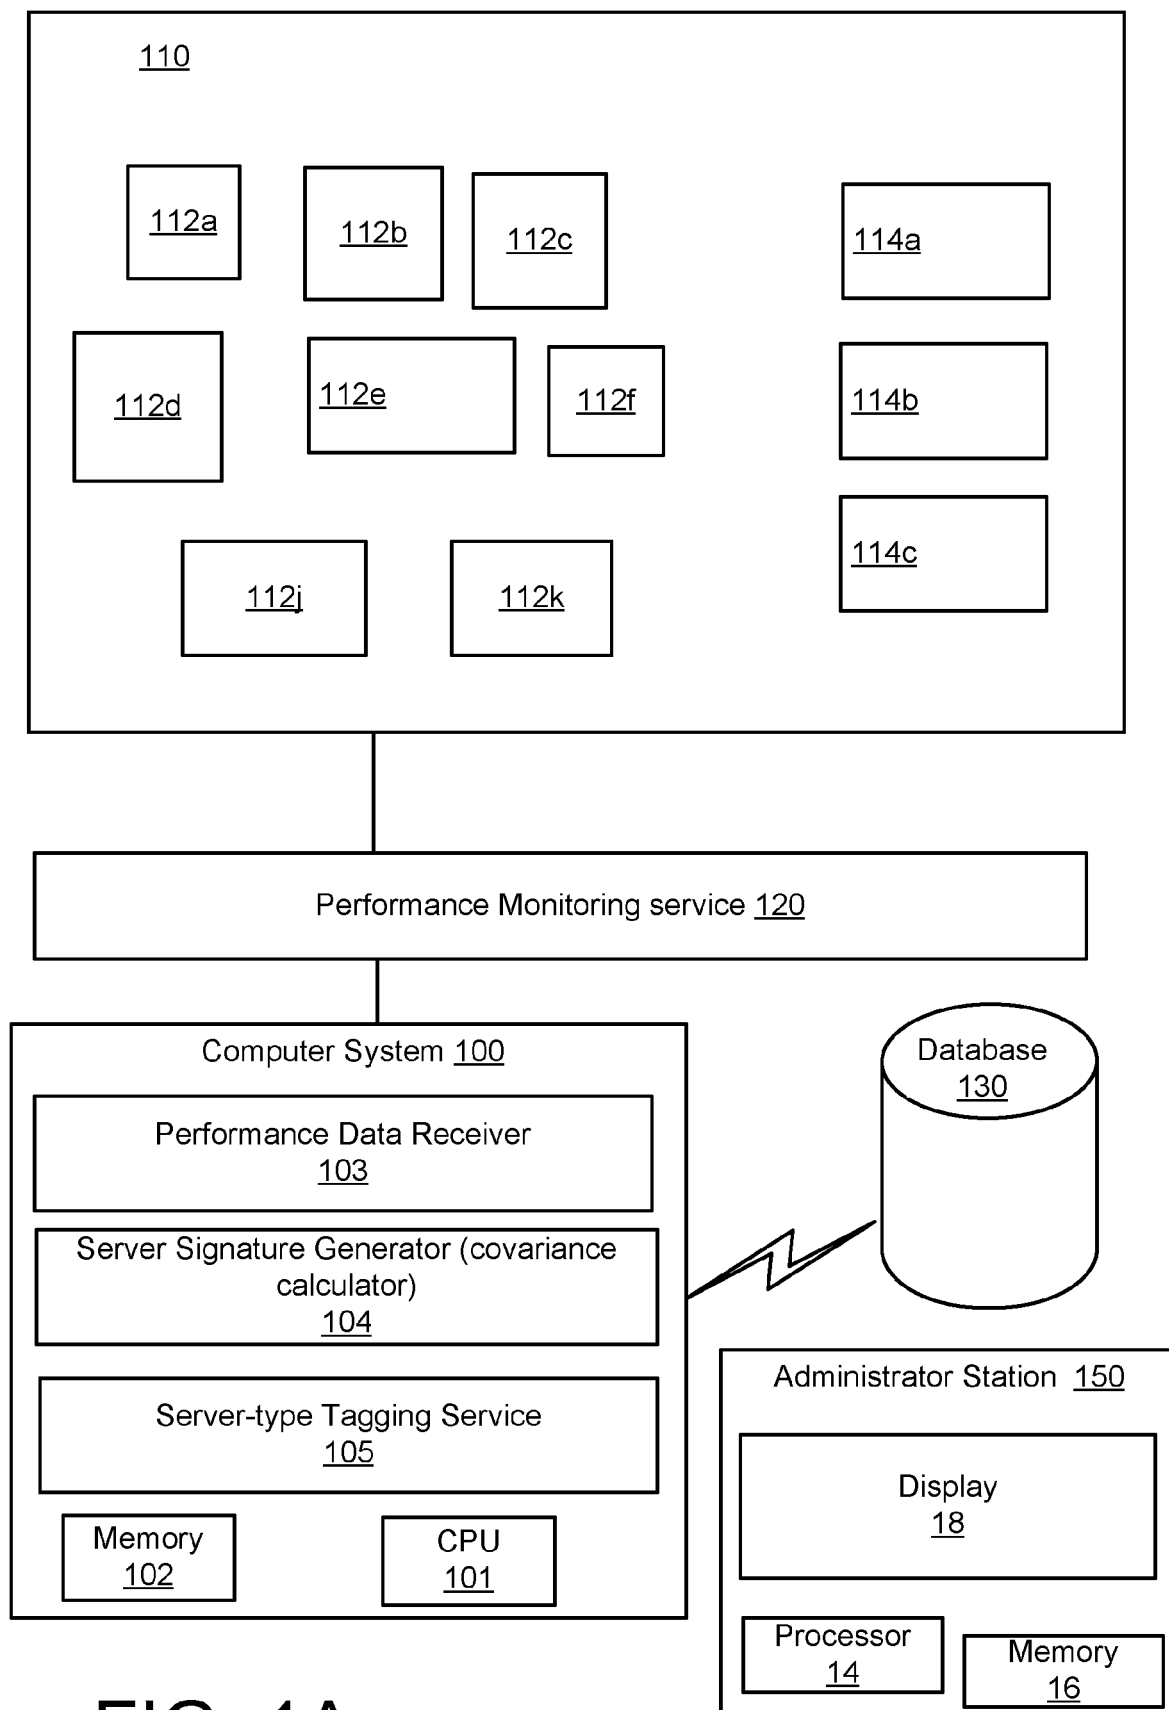 110
112a
112b
112c
114a
112d
112e
112f
114b
114c
112j
112k
Performance Monitoring service 120
Computer System 100
Performance Data Receiver
103
Server Signature Generator (covariance
calculator)
104
Server-type Tagging Service
105
Memory
102
CPU
101
Database
130
Administrator Station 150
Display
18
Processor
14
Memory
16
FIG. 1A